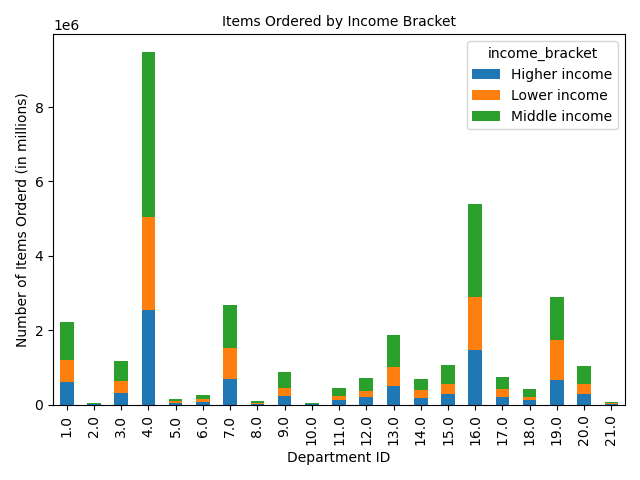 Items Ordered by Income Bracket
1e6
income_bracket
Higher income
Lower income
Middle income
8
6
4
2
0
Number of Items Orderd (in millions)
1.0 2.0 3.0 4.0 5.0 6.0 7.0 8.0 9.0 10.0 11.0 12.0 13.0 14.0 15.0 16.0 17.0 18.0 19.0 20.0 21.0
Department ID